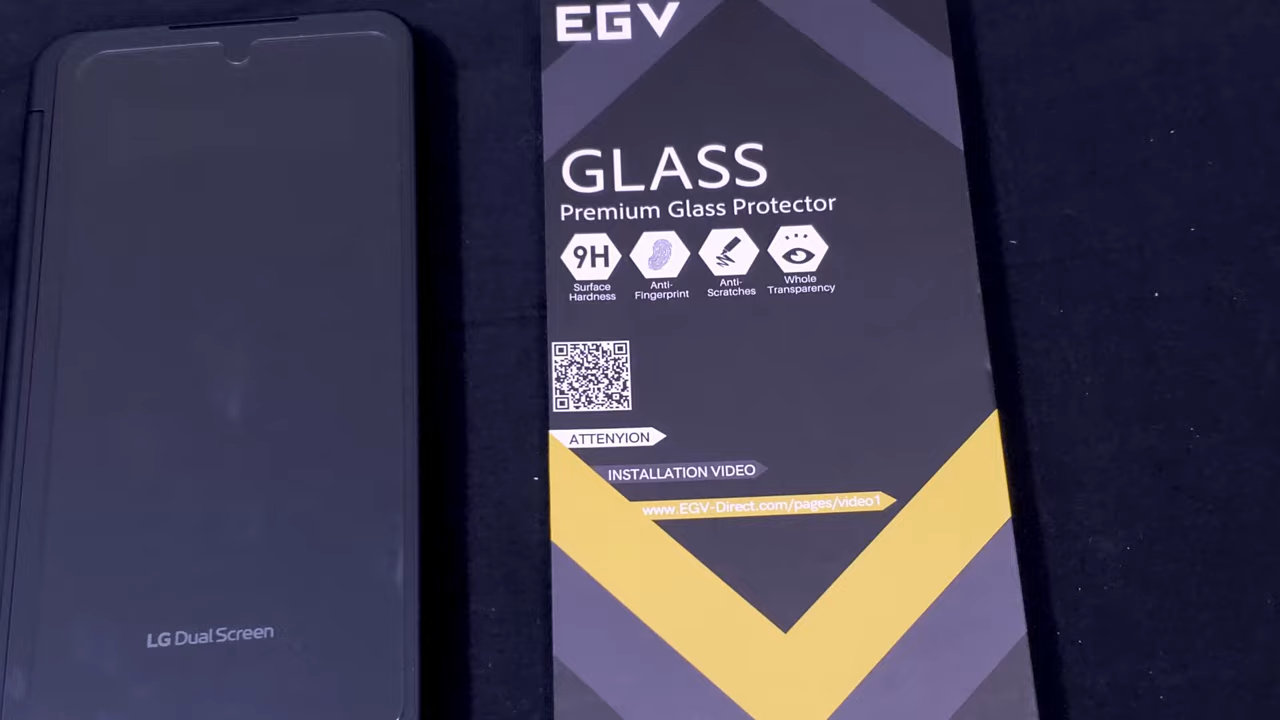 LG Dual Screen
EGV
GLASS
Premium Glass Protector
9H
Surface
Hardness
Anti-
Fingerprint
Anti-
Scratches
Whole
Transparency
ATTENYION
INSTALLATION VIDEO
www.EGV-Direct.com/pages/video1